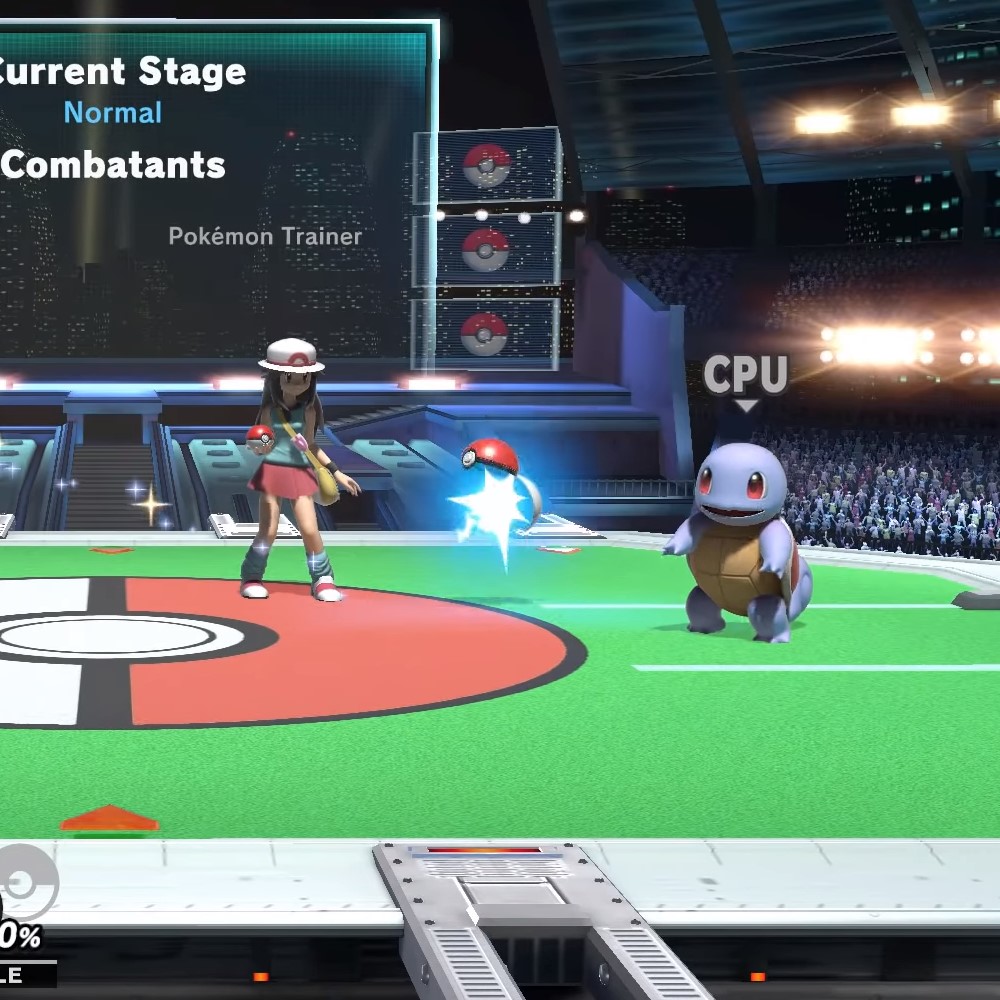 Current Stage
Normal
Combatants
Pokémon Trainer
CPU
0%
LE